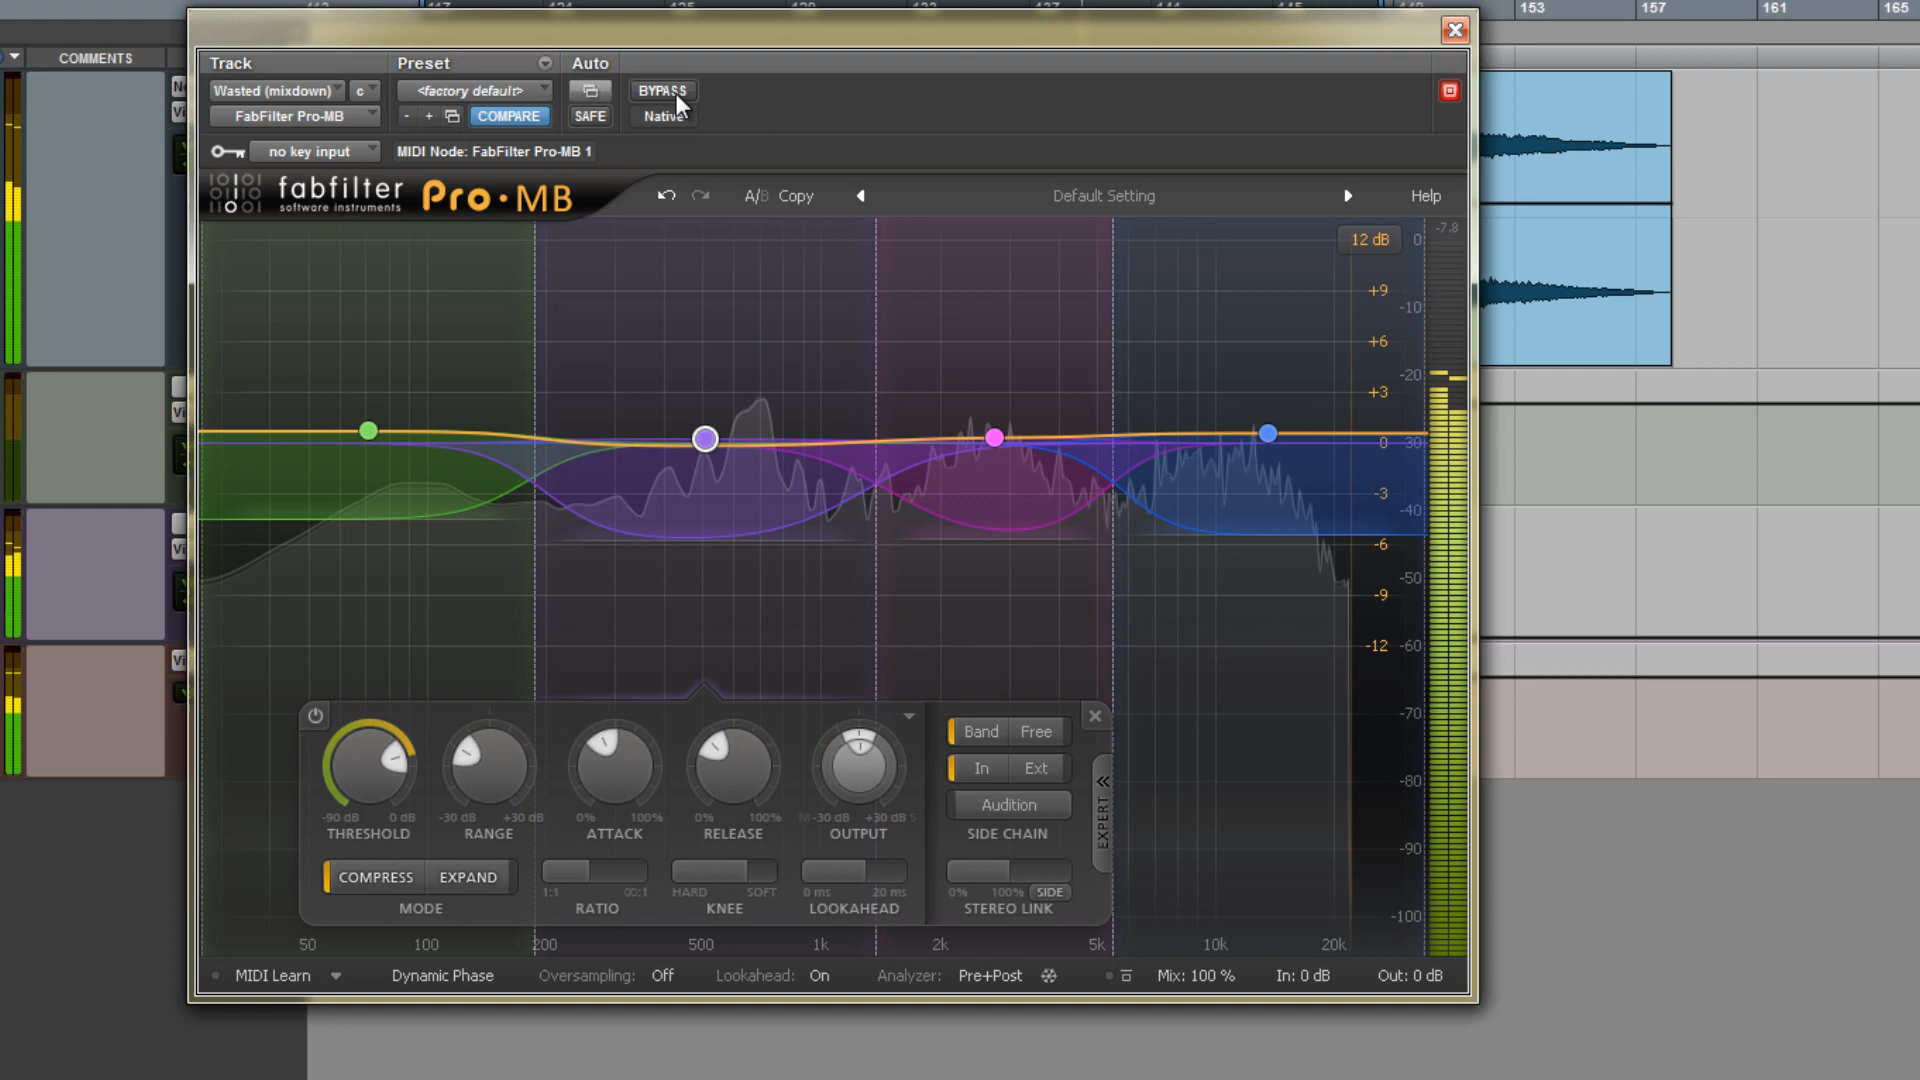 153 157 161 165
COMMENTS
Track Preset Auto
Wasted (mixdown) c <factory default> BYPASS
FabFilter Pro-MB - + COMPARE SAFE Native
no key input MIDI Node: FabFilter Pro-MB 1
fabfilter Pro·MB A/B Copy Default Setting Help
software instruments
12 dB 0 -7.8
+9
-10
+6
-20
+3
0 -30
-3
-40
-6
-50
-9
-12 -60
-70
Band Free
In Ext
-80
Audition
-90 dB 0 dB -30 dB +30 dB 0% 100% 0% 100% M -30 dB +30 dB S
THRESHOLD RANGE ATTACK RELEASE OUTPUT SIDE CHAIN
EXPERT
-90
COMPRESS EXPAND
1:1 ∞:1 HARD SOFT 0 ms 20 ms 0% 100% SIDE
MODE RATIO KNEE LOOKAHEAD STEREO LINK
-100
50 100 200 500 1k 2k 5k 10k 20k
MIDI Learn Dynamic Phase Oversampling: Off Lookahead: On Analyzer: Pre+Post Mix: 100 % In: 0 dB Out: 0 dB